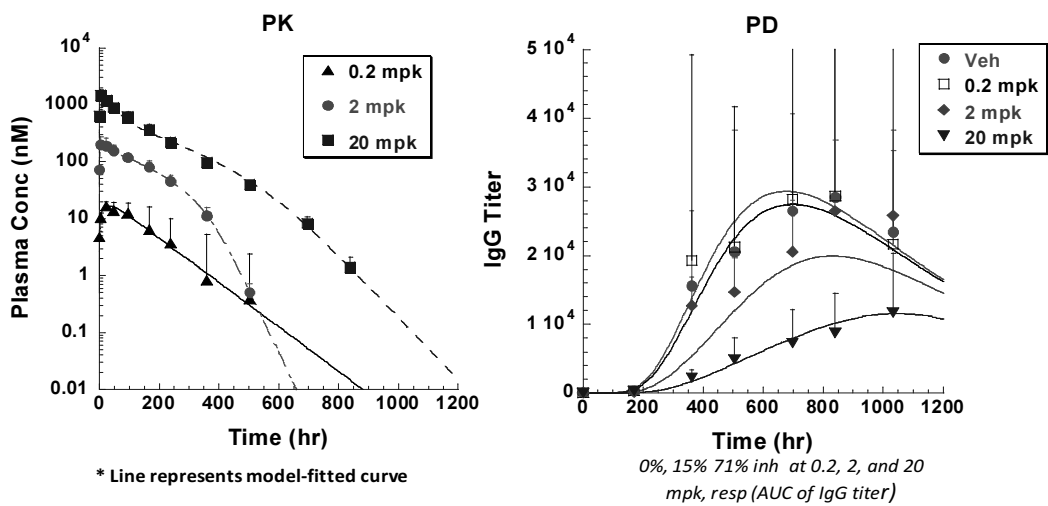 PK
10⁴
1000
100
10
1
0.1
0.01
Plasma Conc (nM)
0.2 mpk
2 mpk
20 mpk
0 200 400 600 800 1000 1200
Time (hr)
* Line represents model-fitted curve
PD
5 10⁴
4 10⁴
3 10⁴
2 10⁴
1 10⁴
0
IgG Titer
Veh
0.2 mpk
2 mpk
20 mpk
0 200 400 600 800 1000 1200
Time (hr)
0%, 15% 71% inh at 0.2, 2, and 20
mpk, resp (AUC of IgG titer)